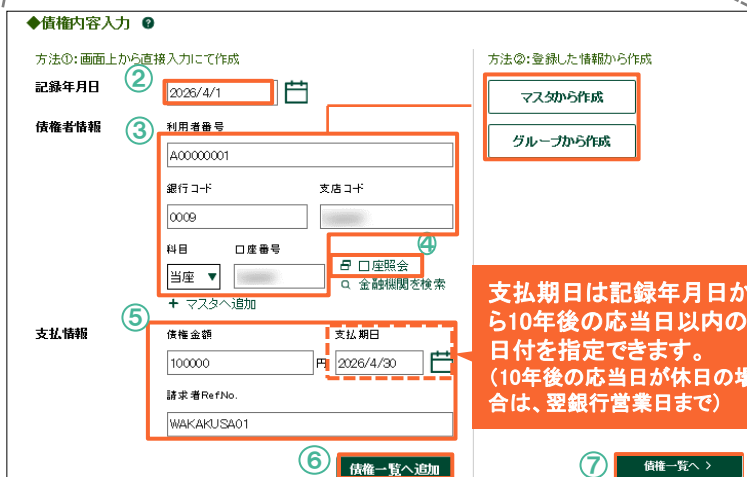 ◆債権内容入力 ?
方法①:画面上から直接入力にて作成
方法②:登録した情報から作成
記録年月日
②
2026/4/1
マスタから作成
グループから作成
債権者情報
③
利用者番号
A00000001
銀行コード
支店コード
0009
科目
口座番号
④
当座 ▼
口座照会
金融機関を検索
+ マスタへ追加
支払期日は記録年月日か
ら10年後の応当日以内の
日付を指定できます。
(10年後の応当日が休日の場
合は、翌銀行営業日まで)
⑤
支払情報
債権金額
支払期日
100000
円
2026/4/30
請求者RefNo.
WAKAKUSA01
⑥
債権一覧へ追加
⑦
債権一覧へ >